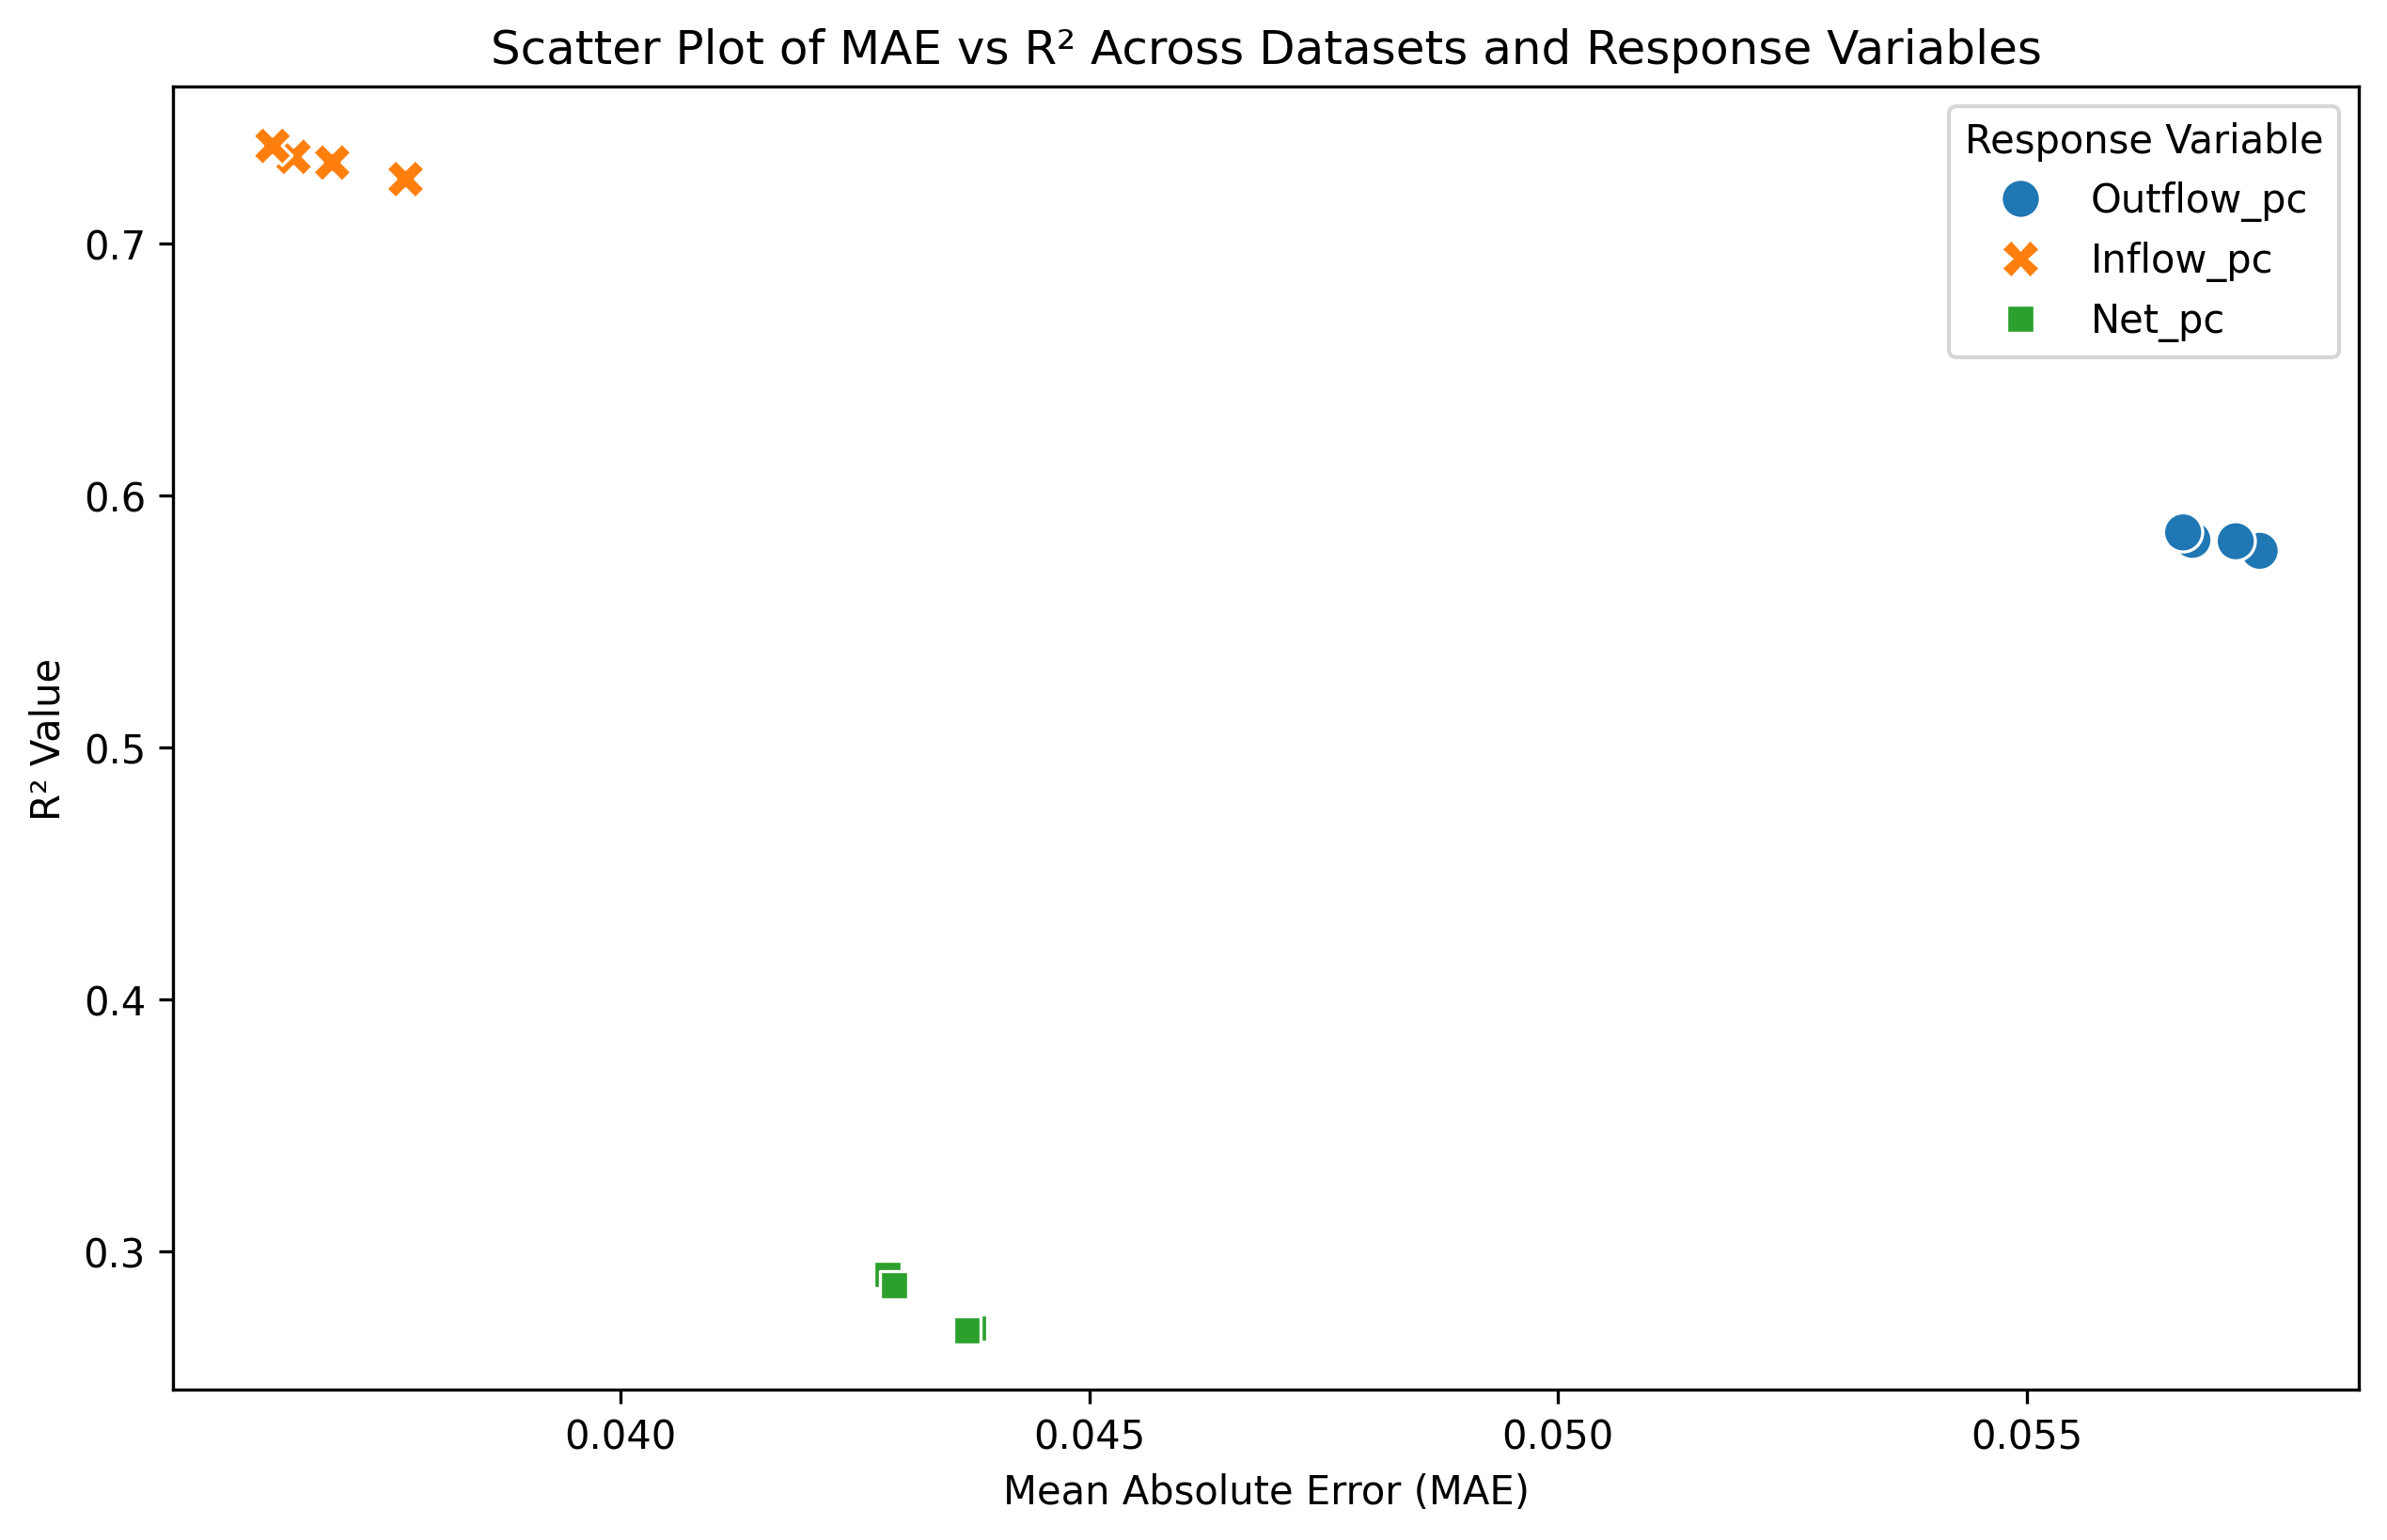 Scatter Plot of MAE vs R² Across Datasets and Response Variables
Response Variable
Outflow_pc
Inflow_pc
Net_pc
R² Value
0.7
0.6
0.5
0.4
0.3
0.040
0.045
0.050
0.055
Mean Absolute Error (MAE)